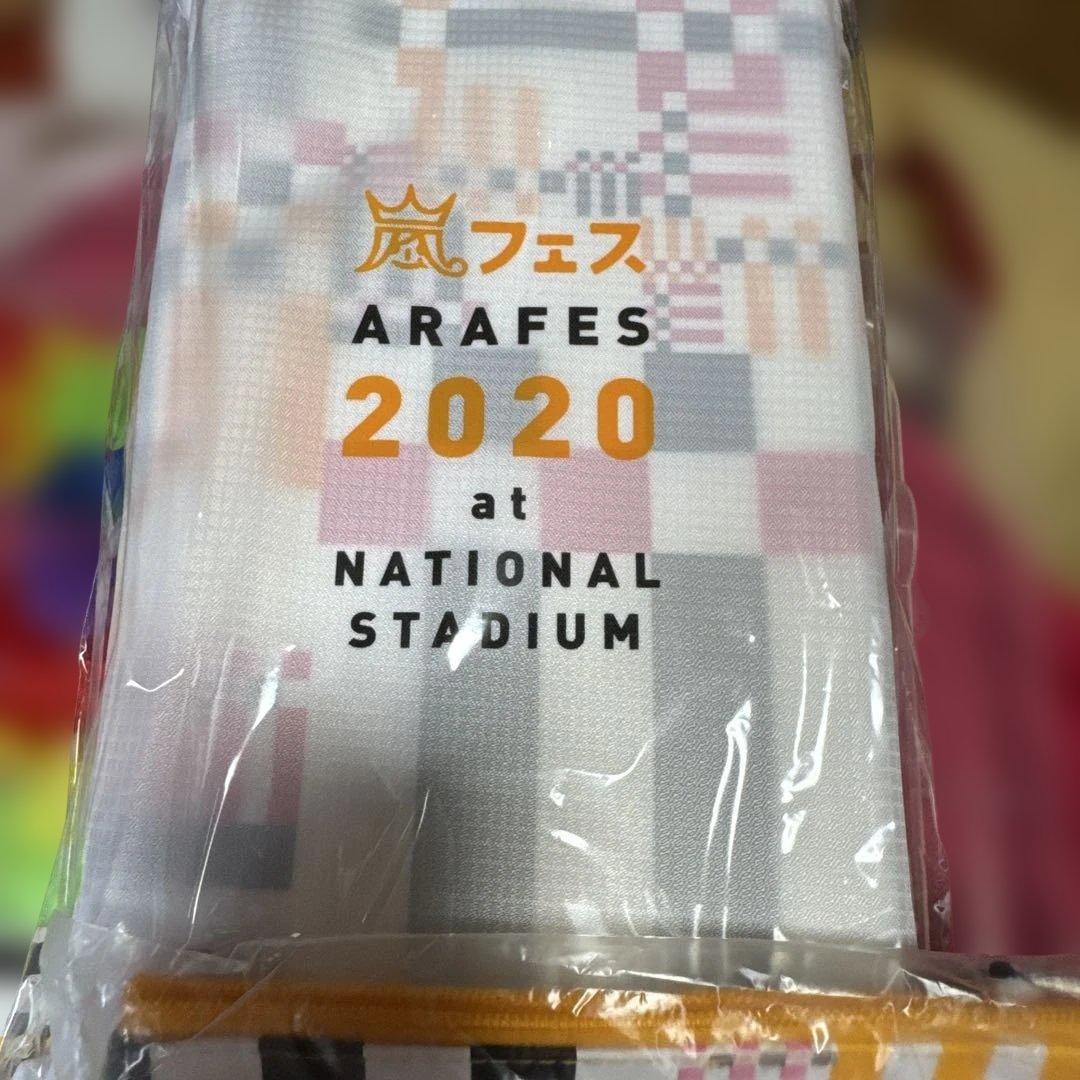 嵐フェス
ARAFES
2020
at
NATIONAL
STADIUM